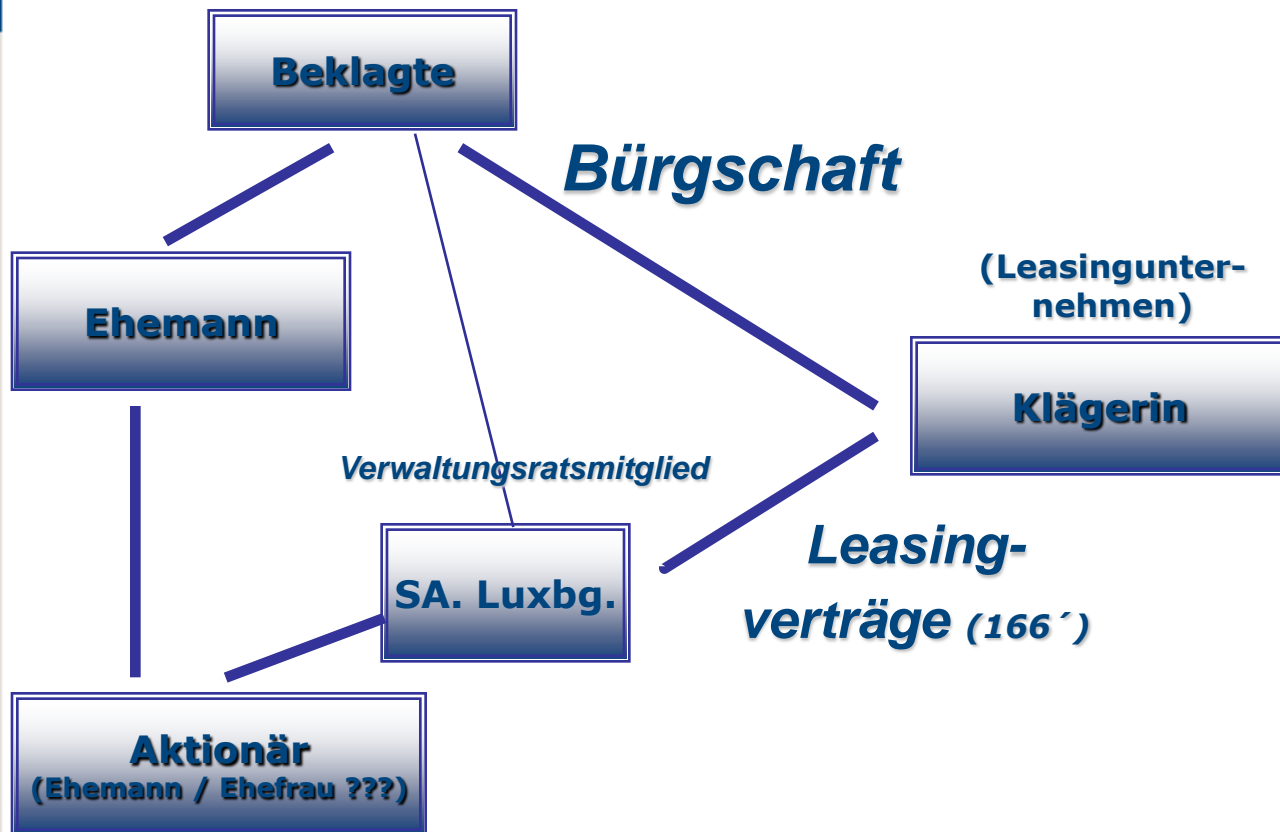 Beklagte
Bürgschaft
(Leasingunter-
nehmen)
Ehemann
Klägerin
Verwaltungsratsmitglied
Leasing-
verträge (166´)
SA. Luxbg.
Aktionär
(Ehemann / Ehefrau ???)